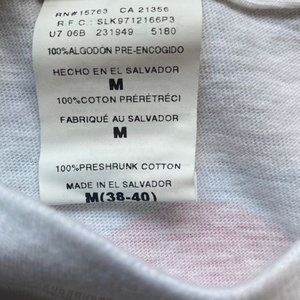 RN#15763 CA 21356
R.F.C.: SLK9712166P3
U7 06B 231949 5180
100%ALGODON PRE-ENCOGIDO
HECHO EN EL SALVADOR
M
100%COTON PRÉRÉTRÉCI
FABRIQUÉ AU SALVADOR
M
100%PRESHRUNK COTTON
MADE IN EL SALVADOR
M(38-40)